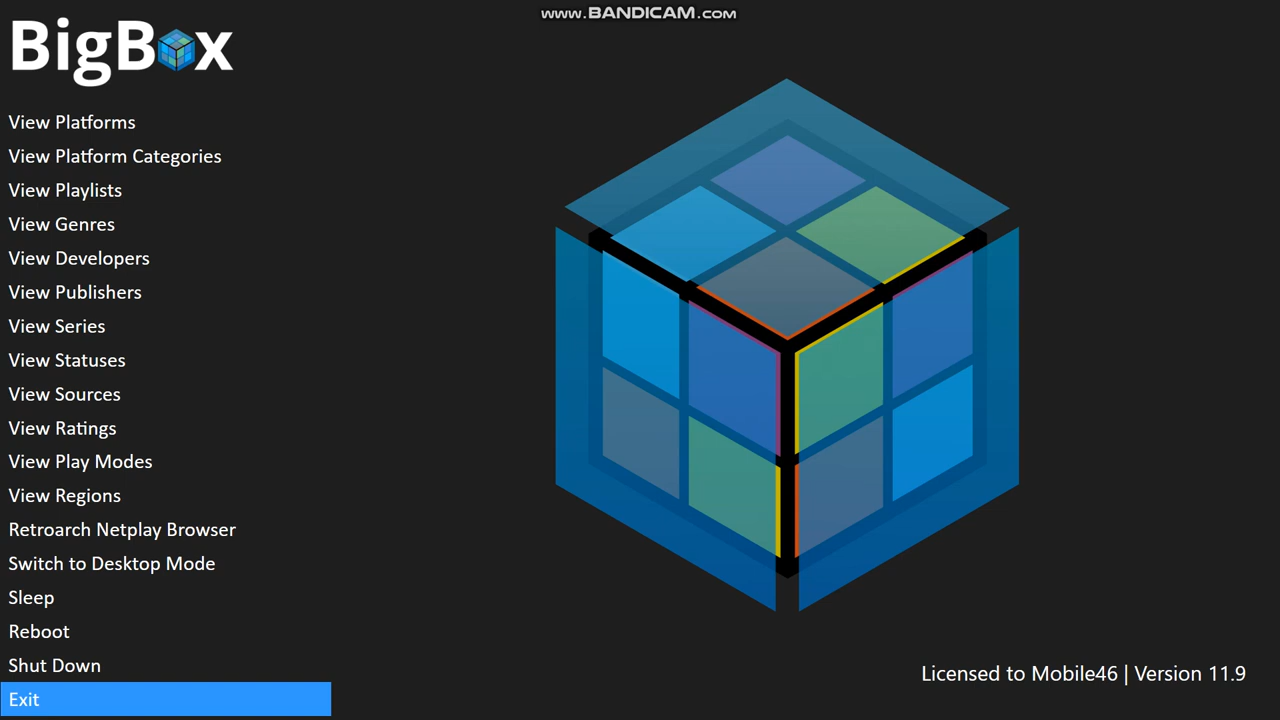 www.BANDICAM.com
BigBox
View Platforms
View Platform Categories
View Playlists
View Genres
View Developers
View Publishers
View Series
View Statuses
View Sources
View Ratings
View Play Modes
View Regions
Retroarch Netplay Browser
Switch to Desktop Mode
Sleep
Reboot
Shut Down
Exit
Licensed to Mobile46 | Version 11.9